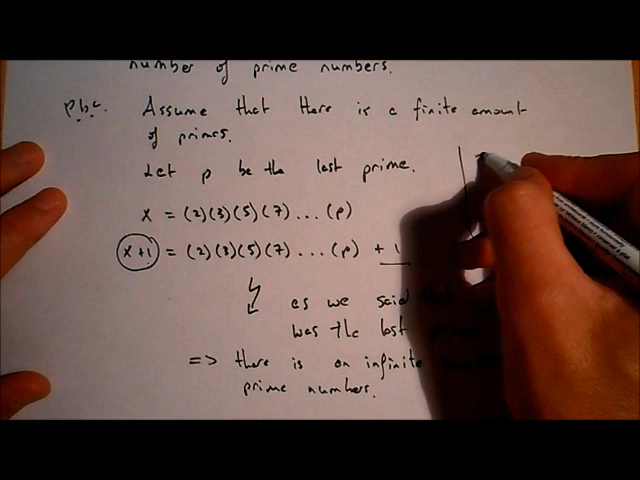 number of prime numbers.
p.b.c. Assume that there is a finite amount
of primes.
Let p be the last prime.
x = (2)(3)(5)(7)...(p)
x+1 = (2)(3)(5)(7)...(p) + 1
as we said that
was the last
=> there is an infinite
prime numbers.